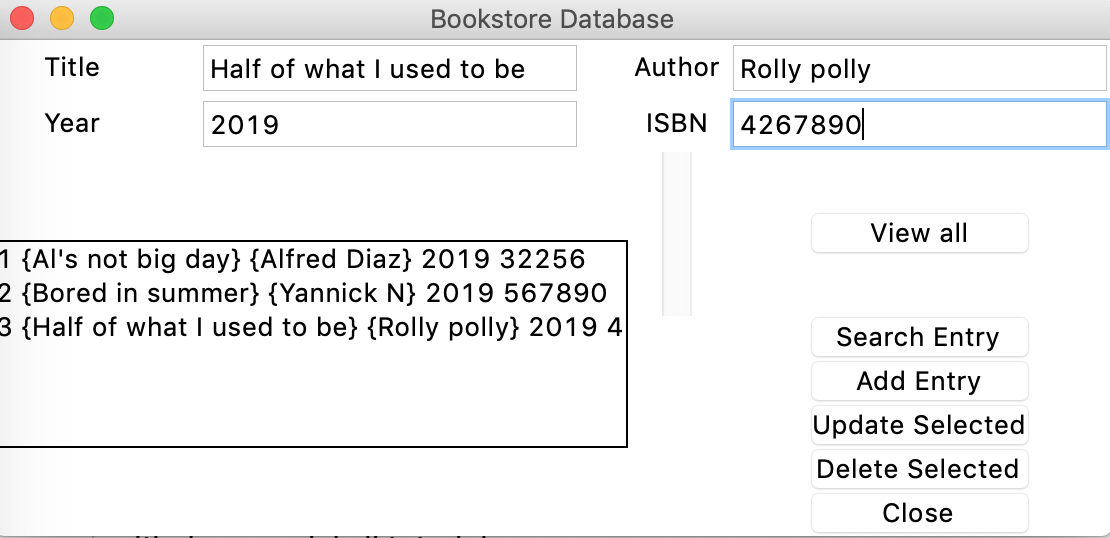 Bookstore Database
Title Half of what I used to be Author Rolly polly
Year 2019 ISBN 4267890
View all
1 {Al's not big day} {Alfred Diaz} 2019 32256
2 {Bored in summer} {Yannick N} 2019 567890
3 {Half of what I used to be} {Rolly polly} 2019 4
Search Entry
Add Entry
Update Selected
Delete Selected
Close